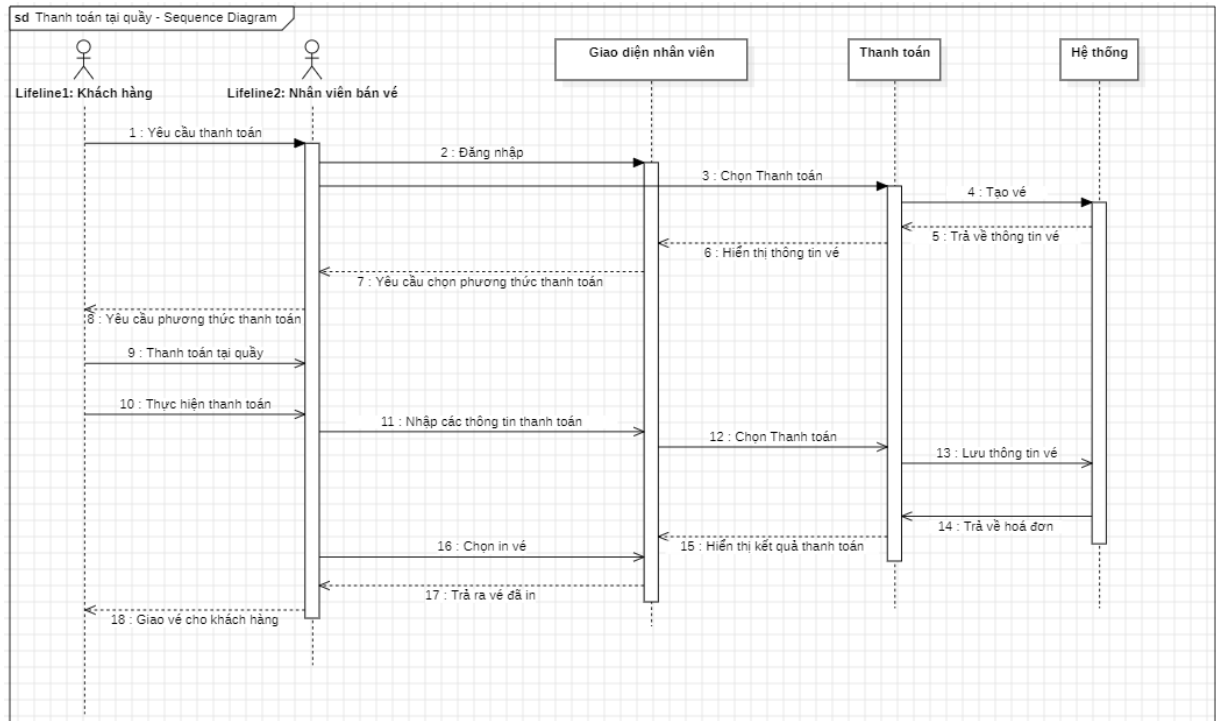 sd Thanh toán tại quầy - Sequence Diagram
Giao diện nhân viên
Thanh toán
Hệ thống
Lifeline1: Khách hàng
Lifeline2: Nhân viên bán vé
1 : Yêu cầu thanh toán
2 : Đăng nhập
3 : Chọn Thanh toán
4 : Tạo vé
5 : Trả về thông tin vé
6 : Hiển thị thông tin vé
7 : Yêu cầu chọn phương thức thanh toán
8 : Yêu cầu phương thức thanh toán
9 : Thanh toán tại quầy
10 : Thực hiện thanh toán
11 : Nhập các thông tin thanh toán
12 : Chọn Thanh toán
13 : Lưu thông tin vé
14 : Trả về hoá đơn
15 : Hiển thị kết quả thanh toán
16 : Chọn in vé
17 : Trả ra vé đã in
18 : Giao vé cho khách hàng